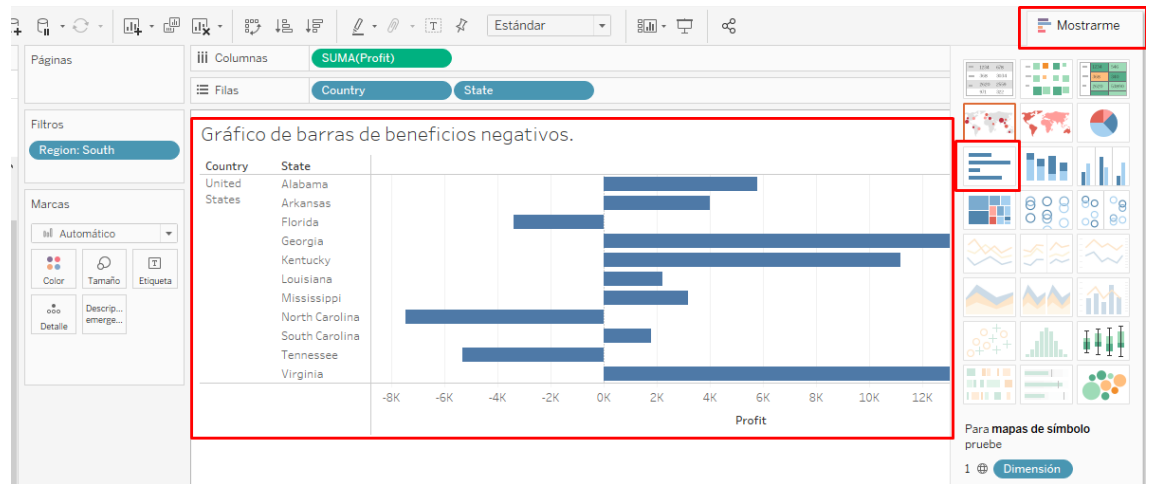 Estándar
Mostrarme
Páginas
iii Columnas
SUMA(Profit)
Filas
Country
State
Filtros
Region: South
Gráfico de barras de beneficios negativos.
Country
State
United States
Alabama
Arkansas
Florida
Georgia
Kentucky
Louisiana
Mississippi
North Carolina
South Carolina
Tennessee
Virginia
-8K -6K -4K -2K 0K 2K 4K 6K 8K 10K 12K
Profit
Marcas
Automático
Color
Tamaño
Etiqueta
Detalle
Descrip...
emerge...
Para mapas de símbolo
pruebe
1
Dimensión